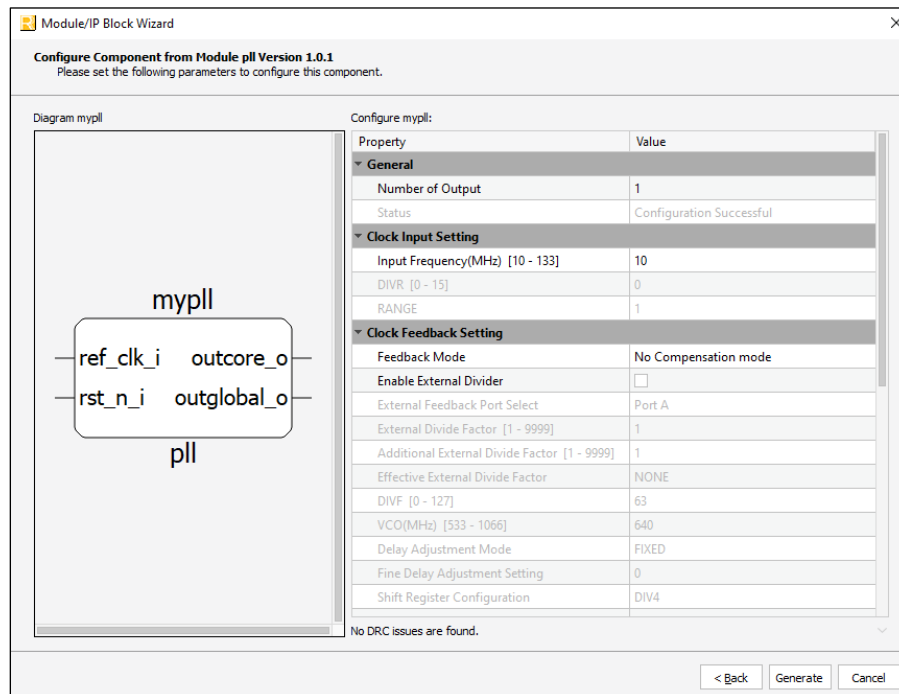 Module/IP Block Wizard
Configure Component from Module pll Version 1.0.1
Please set the following parameters to configure this component.
Diagram mypll
mypll
ref_clk_i outcore_o
rst_n_i outglobal_o
pll
Configure mypll:
Property Value
General
Number of Output 1
Status Configuration Successful
Clock Input Setting
Input Frequency(MHz) [10 - 133] 10
DIVR [0 - 15] 0
RANGE 1
Clock Feedback Setting
Feedback Mode No Compensation mode
Enable External Divider
External Feedback Port Select Port A
External Divide Factor [1 - 9999] 1
Additional External Divide Factor [1 - 9999] 1
Effective External Divide Factor NONE
DIVF [0 - 127] 63
VCO(MHz) [533 - 1066] 640
Delay Adjustment Mode FIXED
Fine Delay Adjustment Setting 0
Shift Register Configuration DIV4
No DRC issues are found.
< Back Generate Cancel